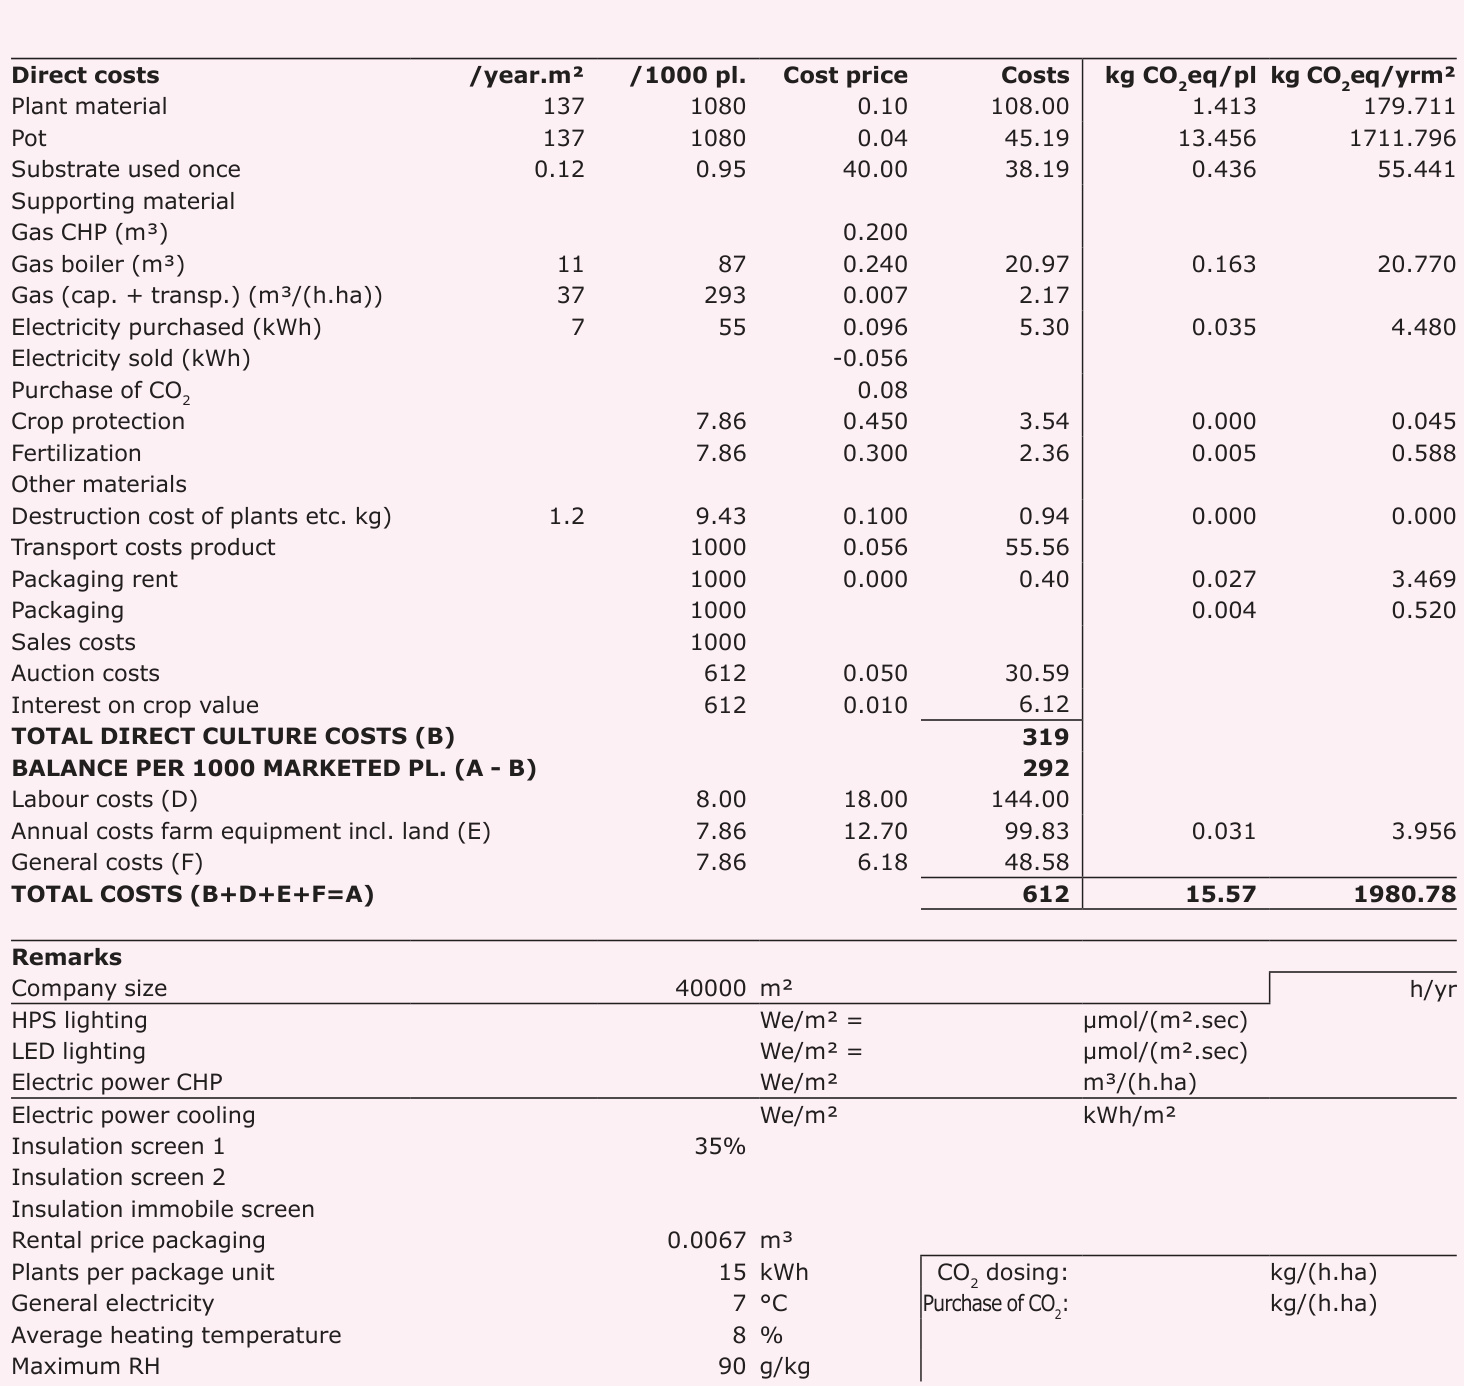 Direct costs /year.m² /1000 pl. Cost price Costs kg CO₂eq/pl kg CO₂eq/yrm²
Plant material 137 1080 0.10 108.00 1.413 179.711
Pot 137 1080 0.04 45.19 13.456 1711.796
Substrate used once 0.12 0.95 40.00 38.19 0.436 55.441
Supporting material
Gas CHP (m³) 0.200
Gas boiler (m³) 11 87 0.240 20.97 0.163 20.770
Gas (cap. + transp.) (m³/(h.ha)) 37 293 0.007 2.17
Electricity purchased (kWh) 7 55 0.096 5.30 0.035 4.480
Electricity sold (kWh) -0.056
Purchase of CO₂ 0.08
Crop protection 7.86 0.450 3.54 0.000 0.045
Fertilization 7.86 0.300 2.36 0.005 0.588
Other materials
Destruction cost of plants etc. kg) 1.2 9.43 0.100 0.94 0.000 0.000
Transport costs product 1000 0.056 55.56
Packaging rent 1000 0.000 0.40 0.027 3.469
Packaging 1000 0.004 0.520
Sales costs 1000
Auction costs 612 0.050 30.59
Interest on crop value 612 0.010 6.12
TOTAL DIRECT CULTURE COSTS (B) 319
BALANCE PER 1000 MARKETED PL. (A - B) 292
Labour costs (D) 8.00 18.00 144.00
Annual costs farm equipment incl. land (E) 7.86 12.70 99.83 0.031 3.956
General costs (F) 7.86 6.18 48.58
TOTAL COSTS (B+D+E+F=A) 612 15.57 1980.78
Remarks
Company size 40000 m² h/yr
HPS lighting We/m² = µmol/(m².sec)
LED lighting We/m² = µmol/(m².sec)
Electric power CHP We/m² m³/(h.ha)
Electric power cooling We/m² kWh/m²
Insulation screen 1 35%
Insulation screen 2
Insulation immobile screen
Rental price packaging 0.0067 m³
Plants per package unit 15 kWh CO₂ dosing: kg/(h.ha)
General electricity 7 °C Purchase of CO₂: kg/(h.ha)
Average heating temperature 8 %
Maximum RH 90 g/kg